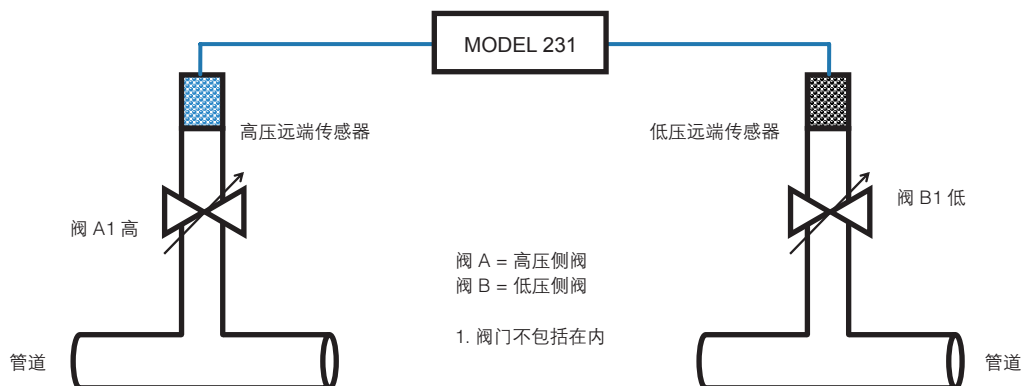 MODEL 231
高压远端传感器
低压远端传感器
阀 A1 高
阀 B1 低
阀 A = 高压侧阀
阀 B = 低压侧阀
1. 阀门不包括在内
管道
管道